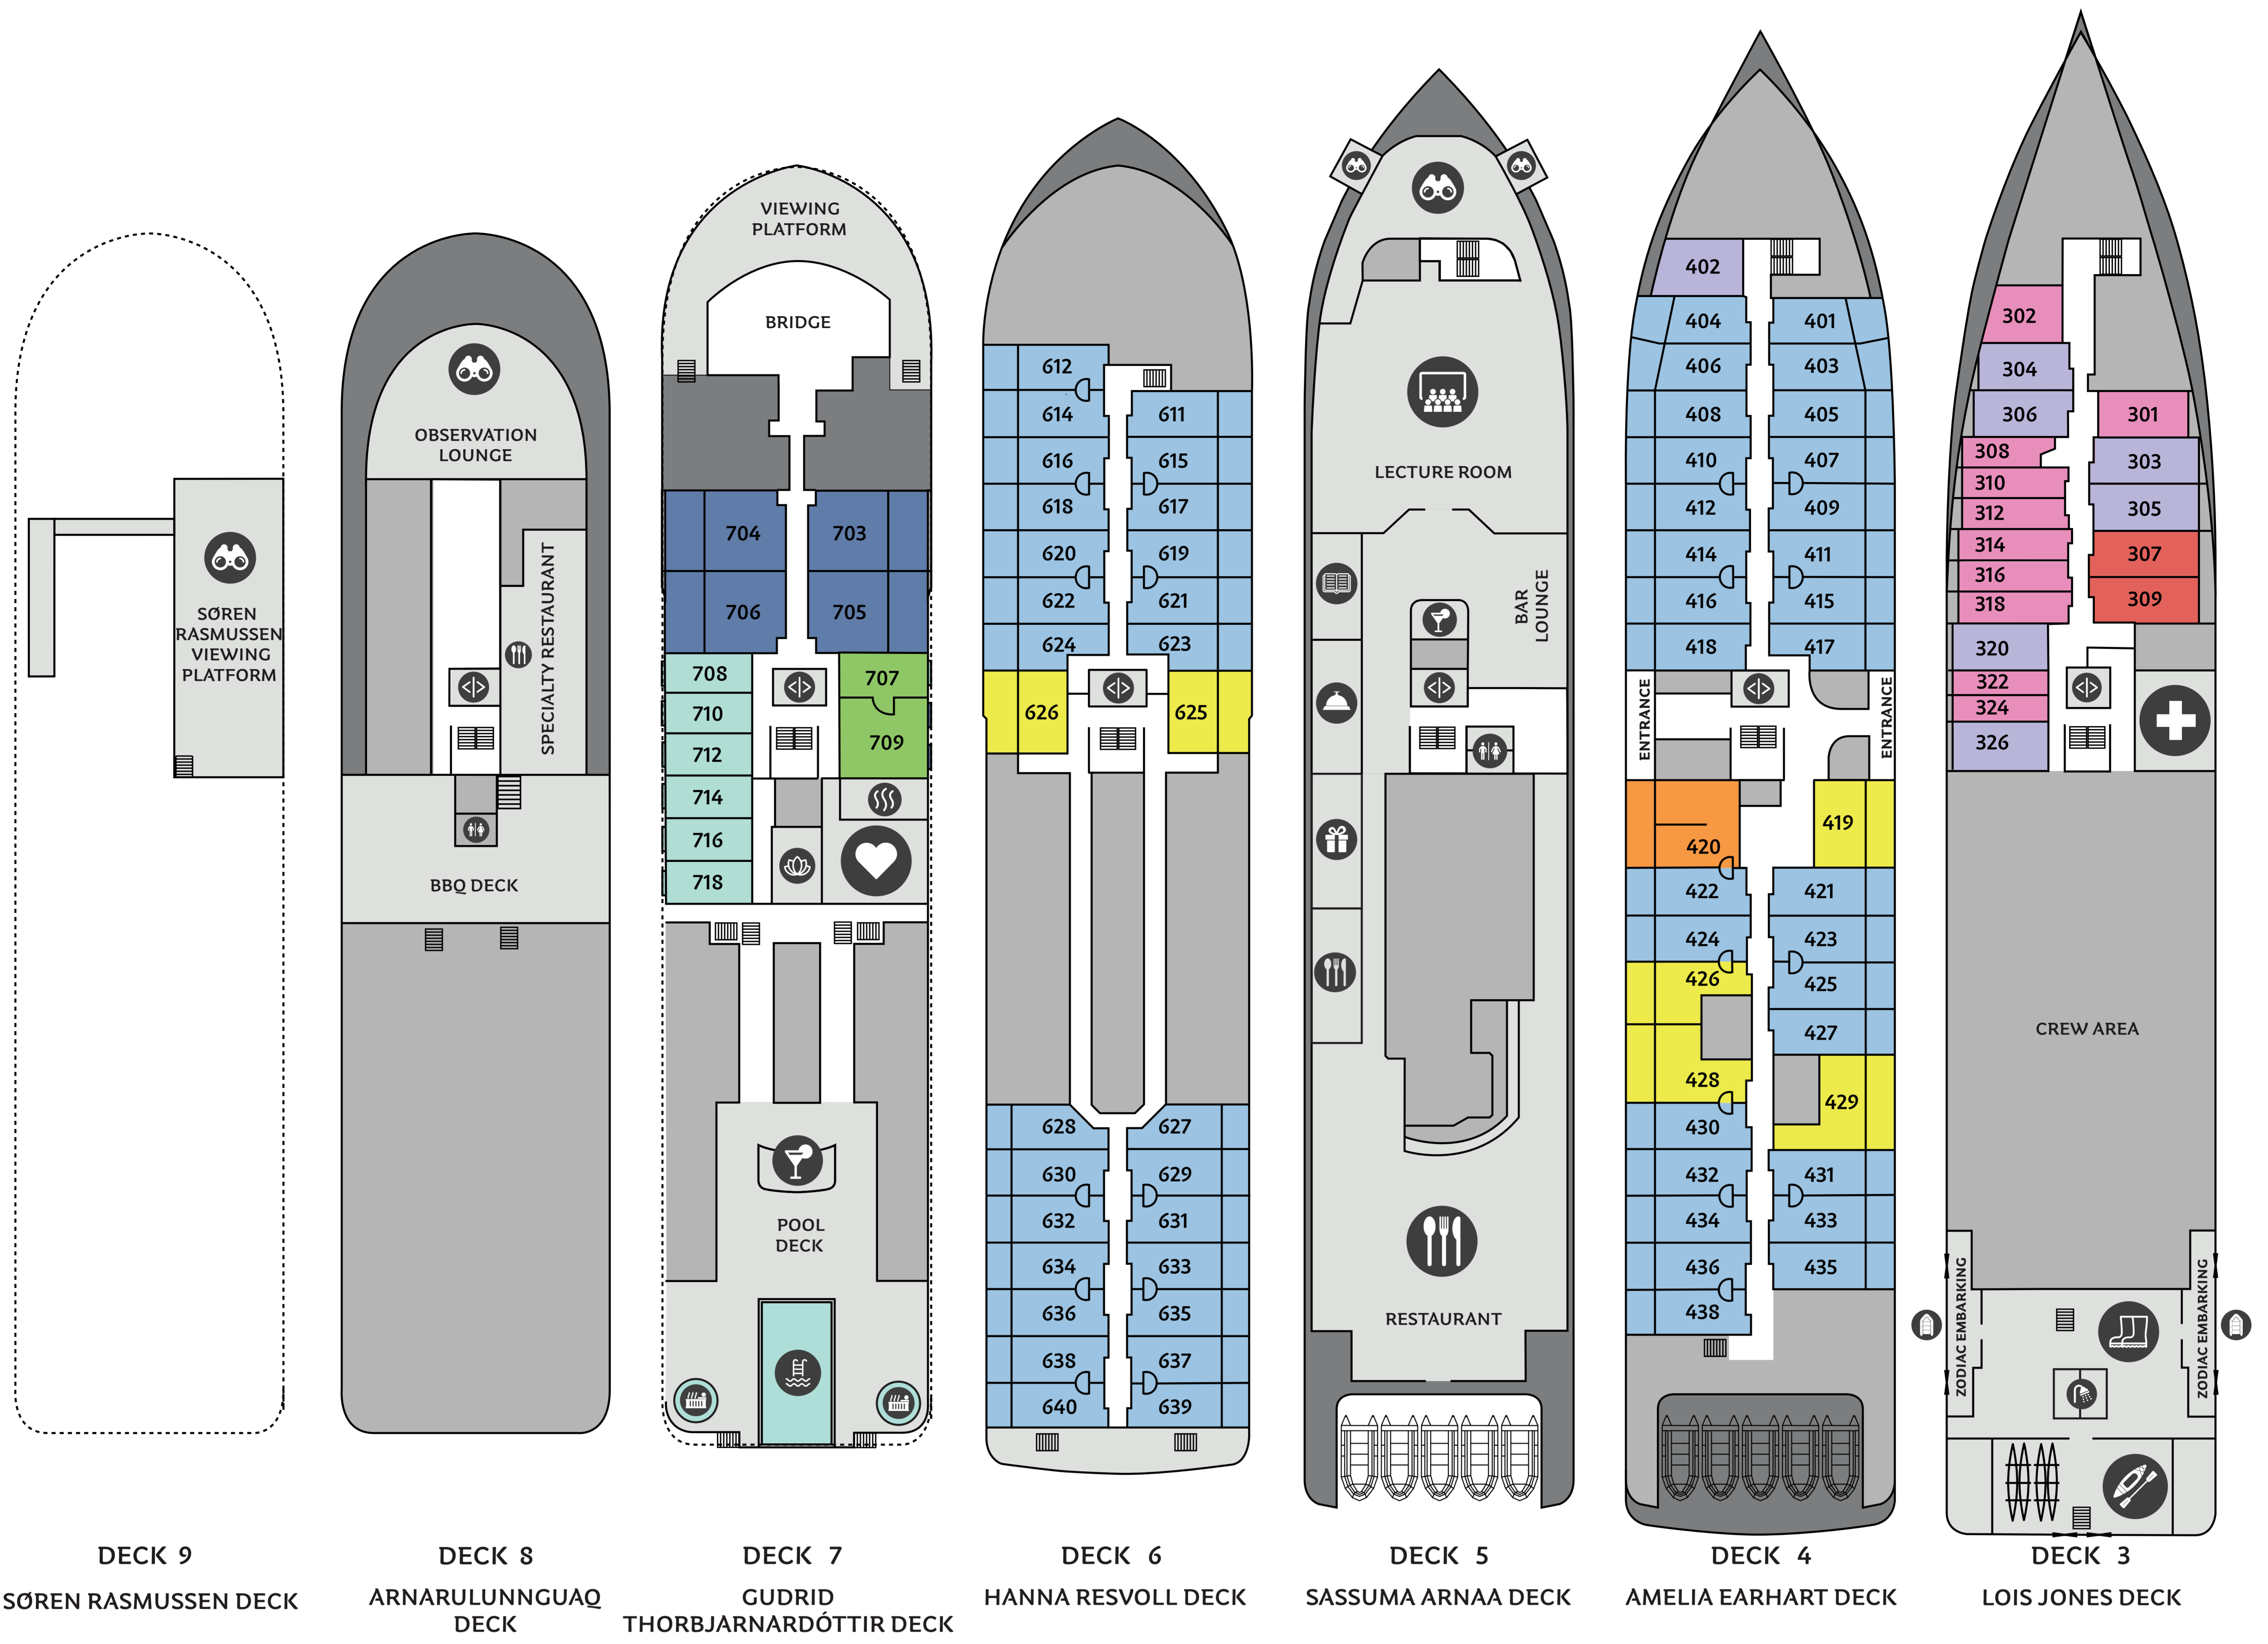 SØREN
RASMUSSEN
VIEWING
PLATFORM
DECK 9
SØREN RASMUSSEN DECK
OBSERVATION
LOUNGE
SPECIALTY RESTAURANT
BBQ DECK
DECK 8
ARNARULUNNGUAQ
DECK
VIEWING
PLATFORM
BRIDGE
704 703
706 705
708 707
710
712 709
714
716
718
POOL
DECK
DECK 7
GUDRID
THORBJARNARDÓTTIR DECK
612
614 611
616 615
618 617
620 619
622 621
624 623
626 625
628 627
630 629
632 631
634 633
636 635
638 637
640 639
DECK 6
HANNA RESVOLL DECK
LECTURE ROOM
BAR
LOUNGE
RESTAURANT
DECK 5
SASSUMA ARNAA DECK
402
404 401
406 403
408 405
410 407
412 409
414 411
416 415
418 417
ENTRANCE ENTRANCE
419
420
422 421
424 423
426 425
427
428 429
430
432 431
434 433
436 435
438
DECK 4
AMELIA EARHART DECK
302
304
306 301
308 303
310
312 305
314 307
316
318 309
320
322
324
326
CREW AREA
ZODIAC EMBARKING ZODIAC EMBARKING
DECK 3
LOIS JONES DECK